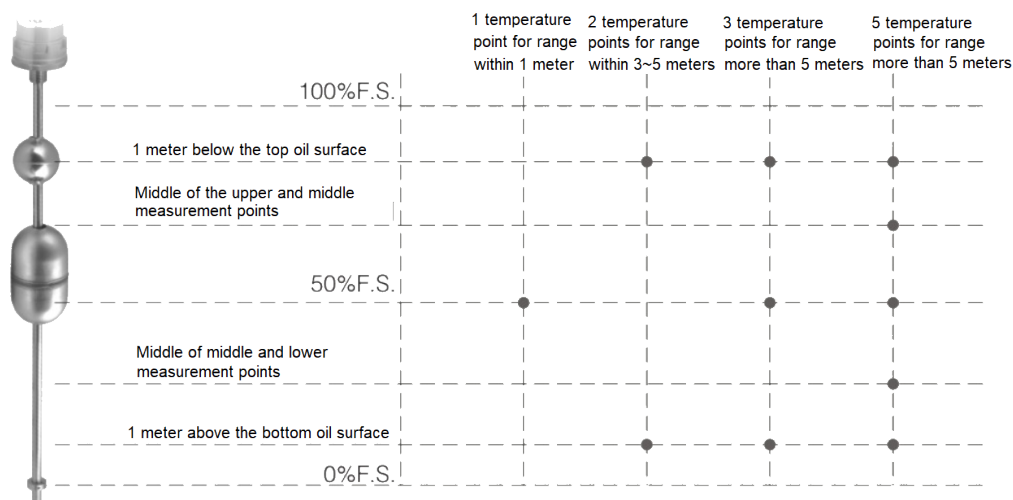 1 temperature
point for range
within 1 meter
2 temperature
points for range
within 3~5 meters
3 temperature
points for range
more than 5 meters
5 temperature
points for range
more than 5 meters
100%F.S.
1 meter below the top oil surface
Middle of the upper and middle
measurement points
50%F.S.
Middle of middle and lower
measurement points
1 meter above the bottom oil surface
0%F.S.